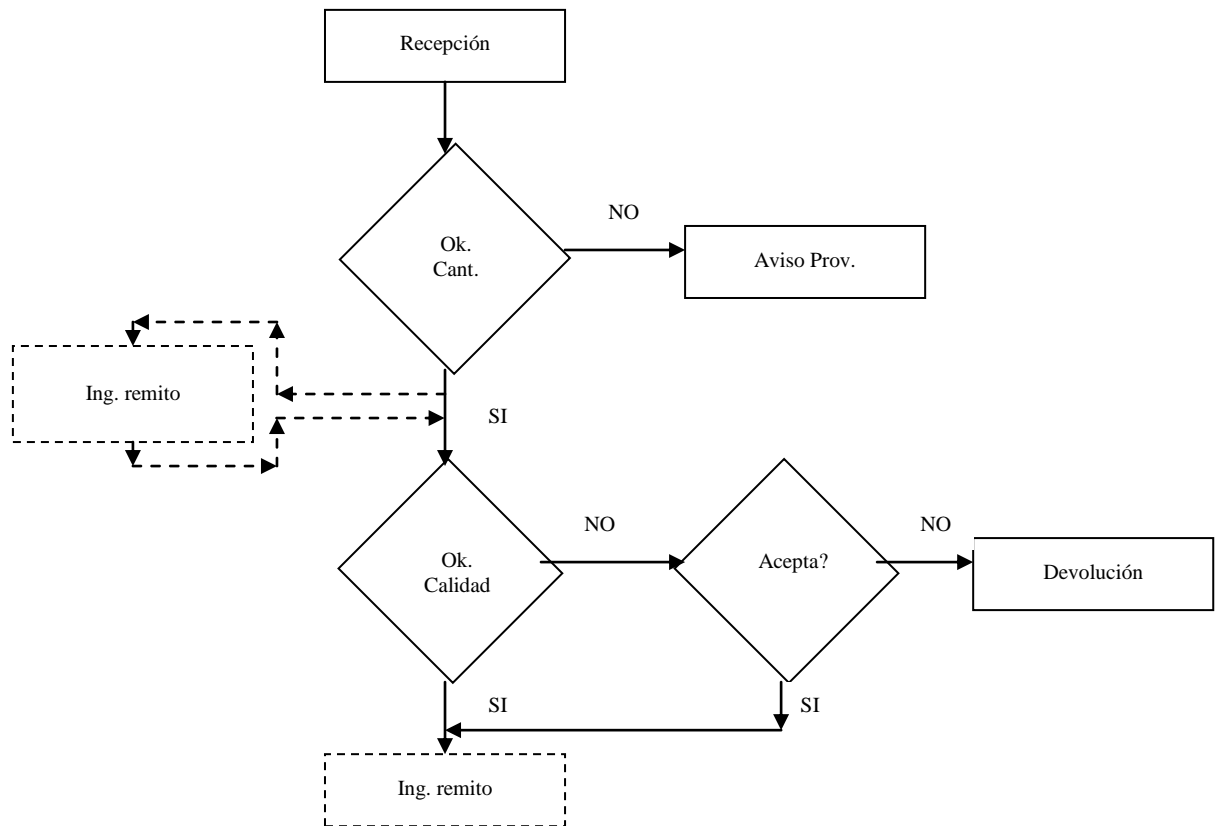 Recepción
NO
Ok.
Cant.
Aviso Prov.
Ing. remito
SI
NO
NO
Ok.
Calidad
Acepta?
Devolución
SI
SI
Ing. remito